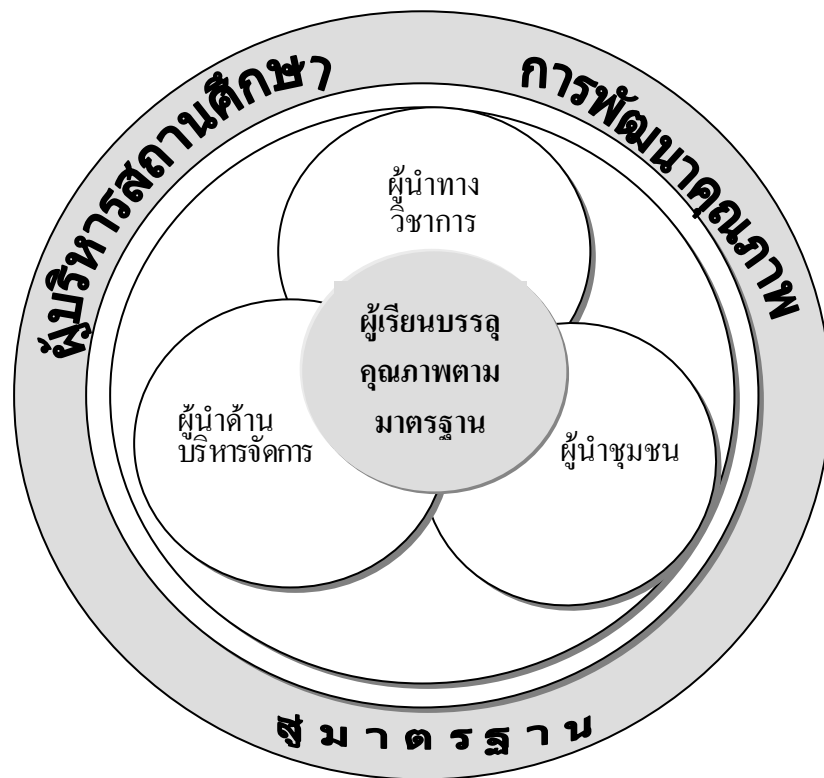 ผู้บริหารสถานศึกษา
การพัฒนาคุณภาพ
ผู้นำทาง
วิชาการ
ผู้เรียนบรรลุ
คุณภาพตาม
มาตรฐาน
ผู้นำด้าน
บริหารจัดการ
ผู้นำชุมชน
สู่มาตรฐาน